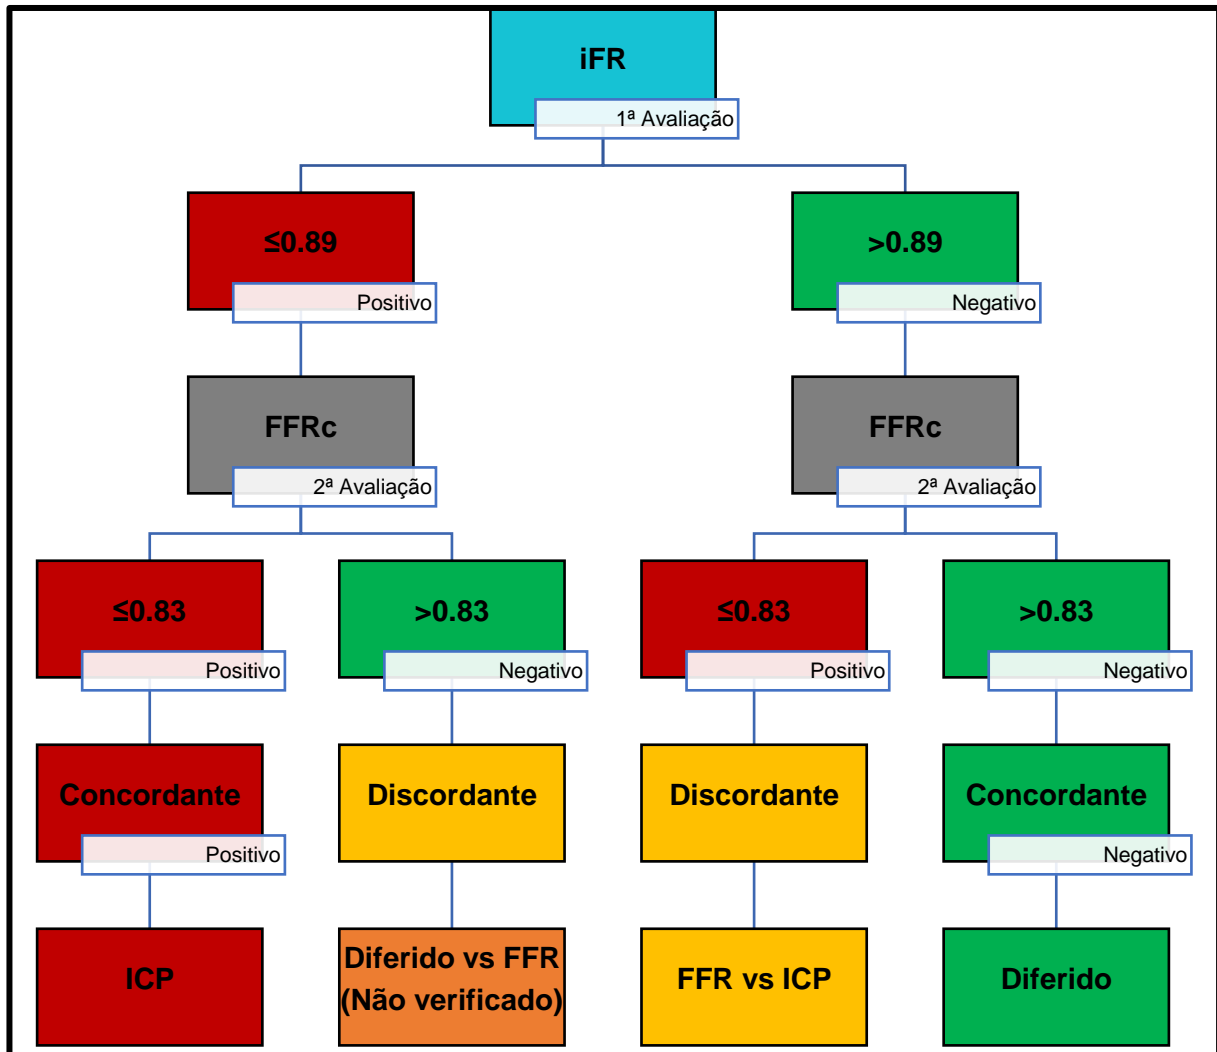 iFR
1ª Avaliação
≤0.89
Positivo
>0.89
Negativo
FFRc
2ª Avaliação
FFRc
2ª Avaliação
≤0.83
Positivo
>0.83
Negativo
≤0.83
Positivo
>0.83
Negativo
Concordante
Positivo
Discordante
Discordante
Concordante
Negativo
ICP
Diferido vs FFR
(Não verificado)
FFR vs ICP
Diferido